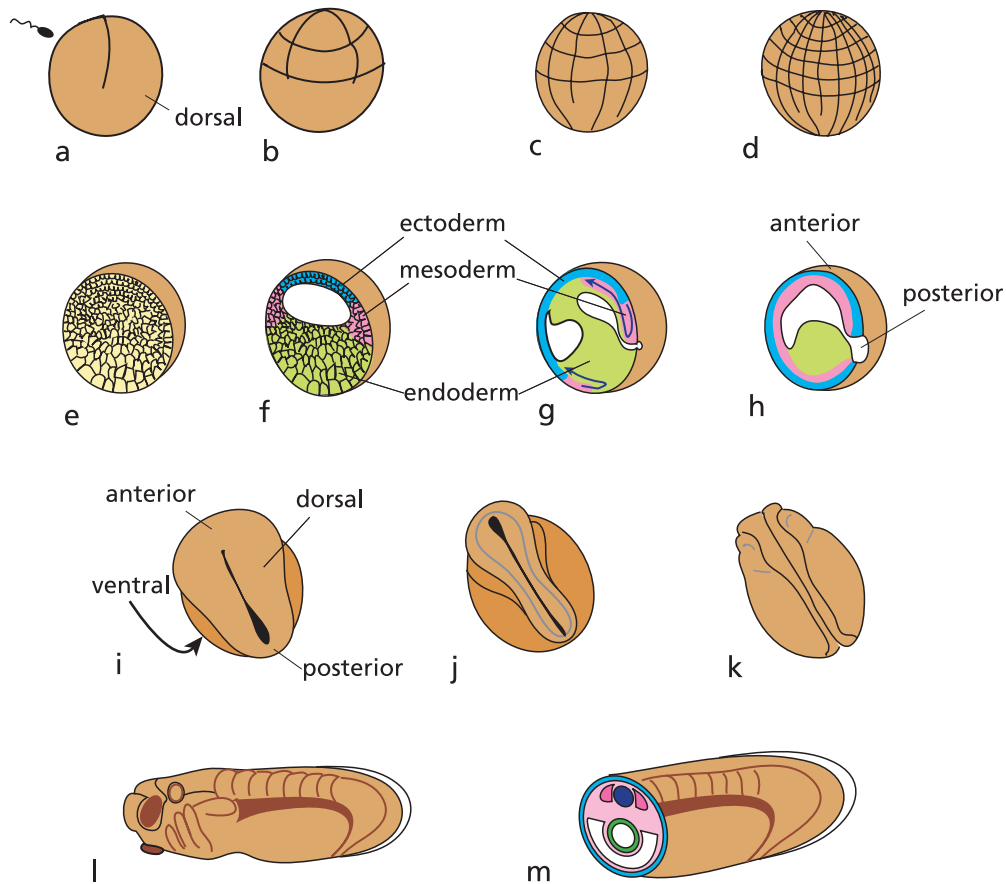 dorsal
a
b
c
d
ectoderm
mesoderm
endoderm
anterior
posterior
e
f
g
h
anterior
dorsal
ventral
posterior
i
j
k
l
m